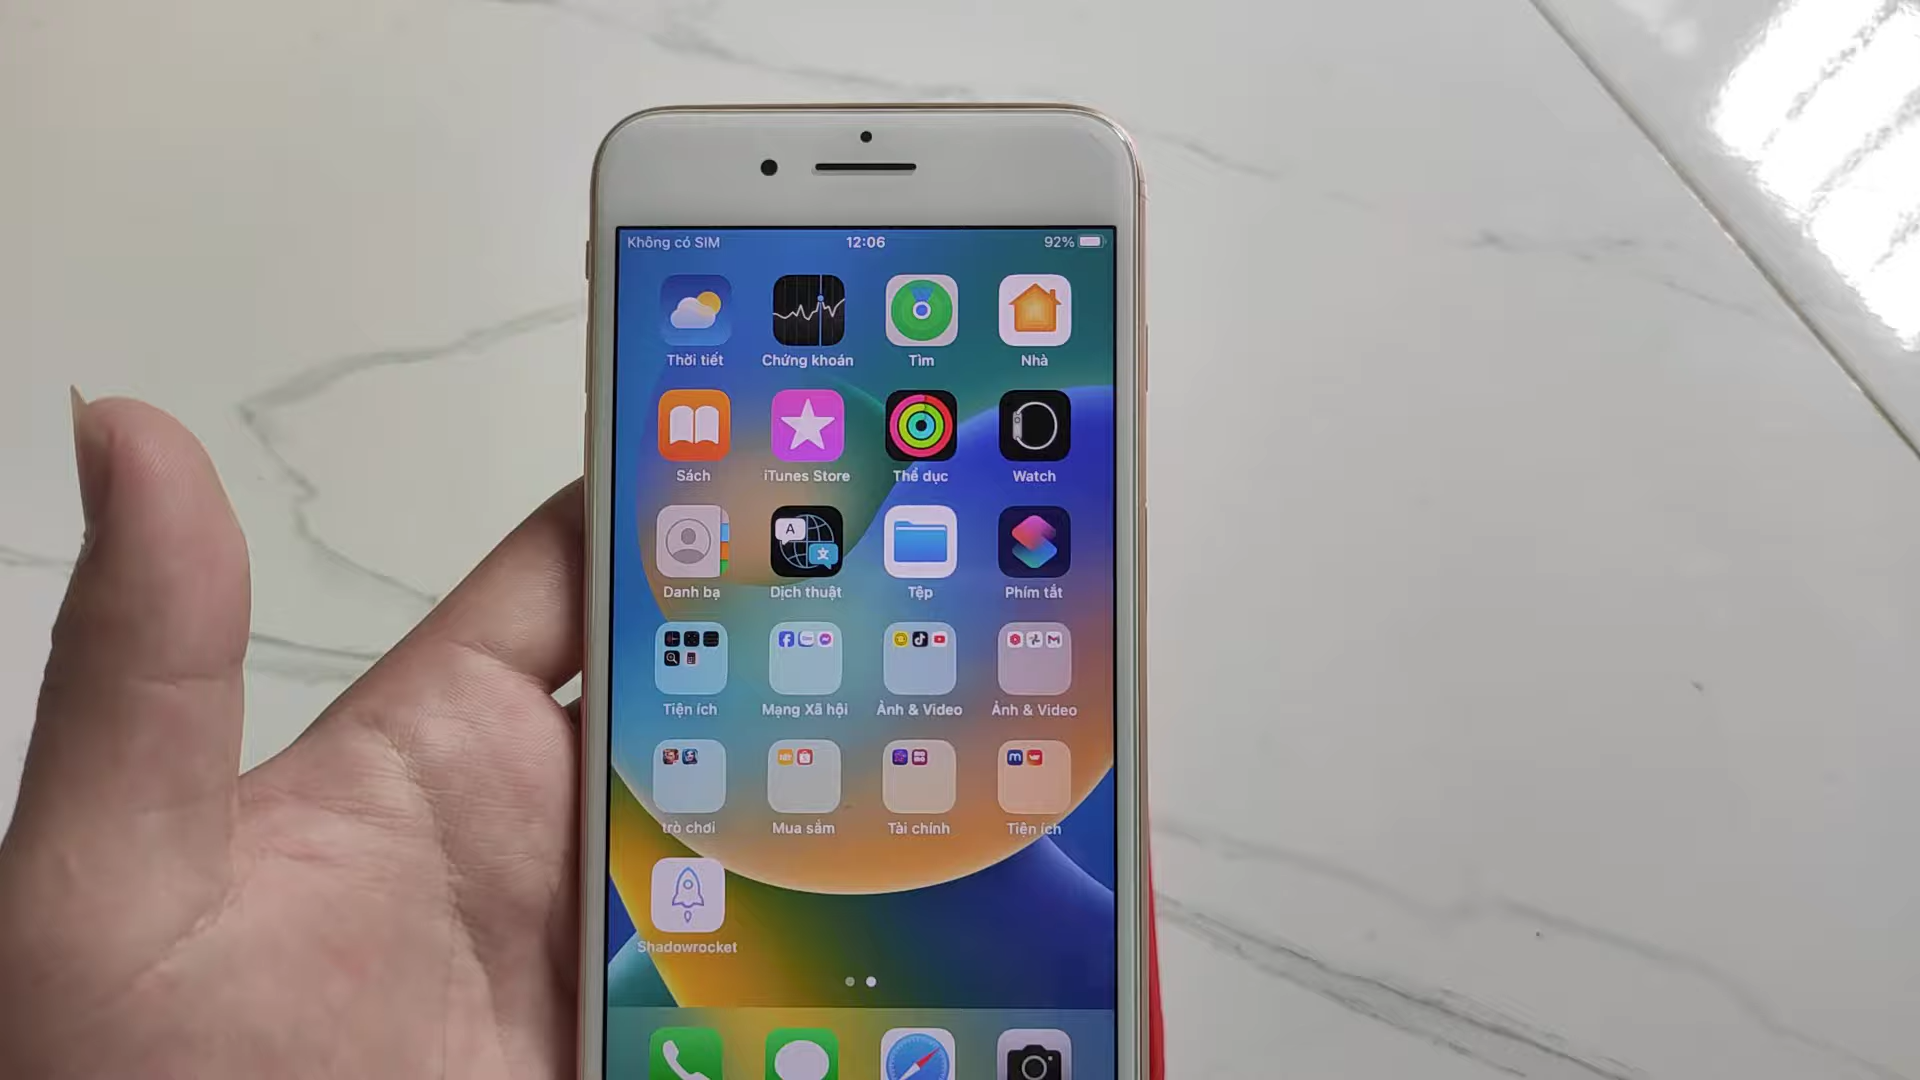 Không có SIM 12:06 92%
Thời tiết Chứng khoán Tìm Nhà
Sách iTunes Store Thể dục Watch
Danh bạ Dịch thuật Tệp Phím tắt
Tiện ích Mạng Xã hội Ảnh & Video Ảnh & Video
trò chơi Mua sắm Tài chính Tiện ích
Shadowrocket